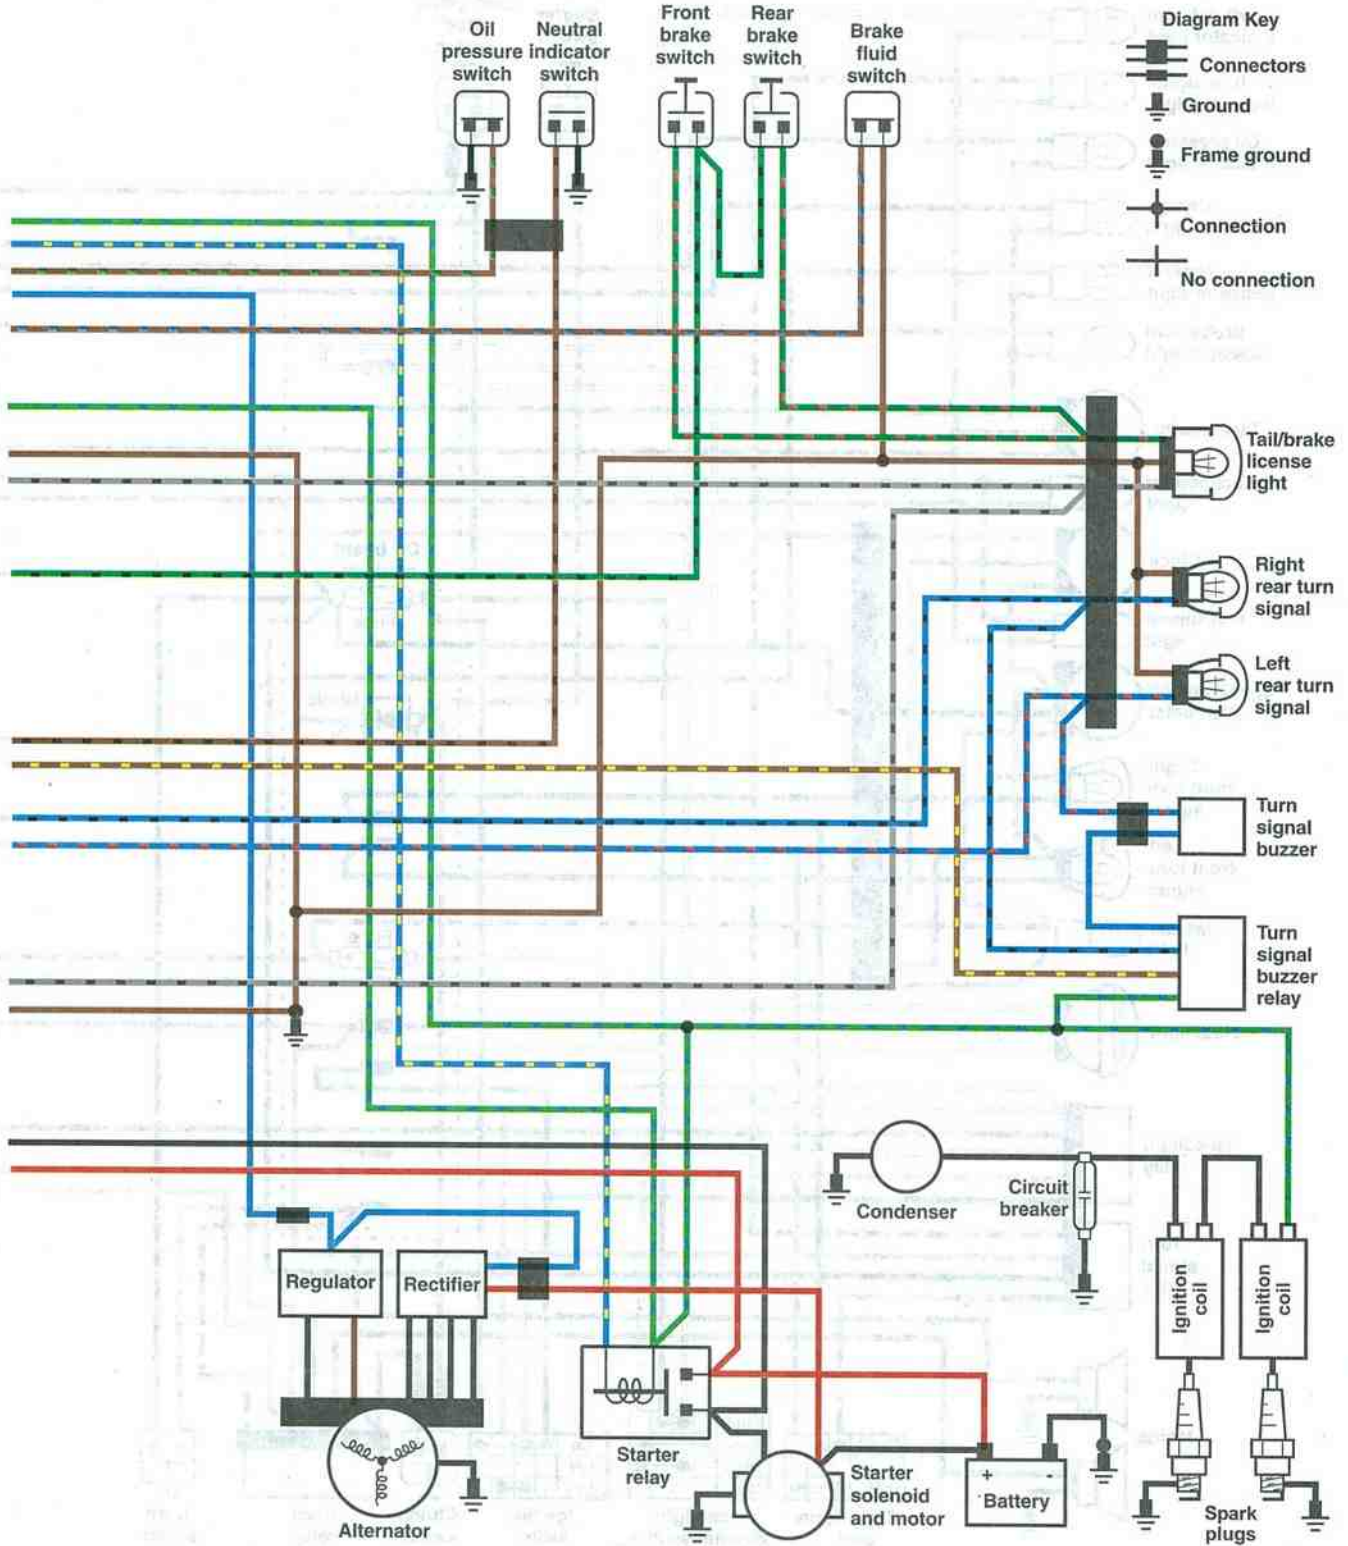 Oil
pressure
switch
Neutral
indicator
switch
Front
brake
switch
Rear
brake
switch
Brake
fluid
switch
Diagram Key
Connectors
Ground
Frame ground
Connection
No connection
Tail/brake
license
light
Right
rear turn
signal
Left
rear turn
signal
Turn
signal
buzzer
Turn
signal
buzzer
relay
Condenser
Circuit
breaker
Ignition
coil
Ignition
coil
Regulator
Rectifier
Alternator
Starter
relay
Starter
solenoid
and motor
+ -
Battery
Spark
plugs